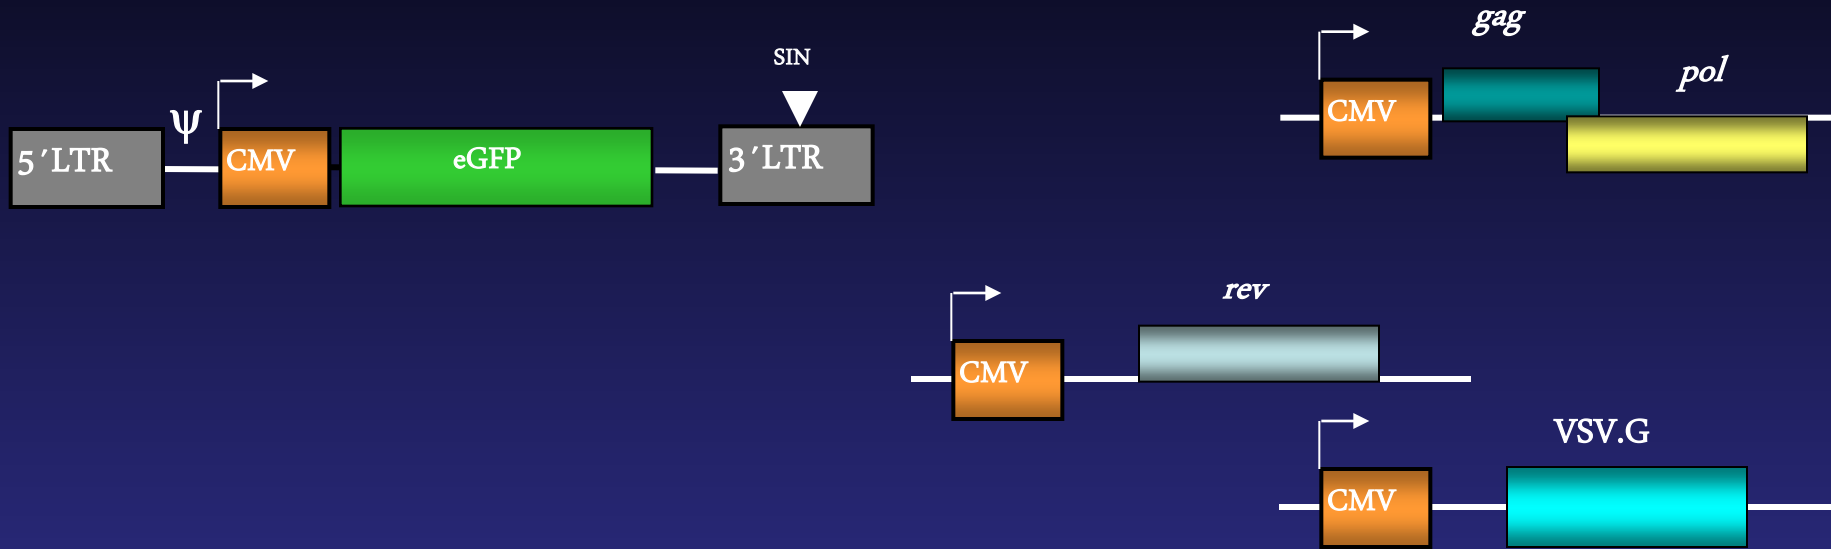 SIN
ψ
5´LTR
CMV
eGFP
3´LTR
gag
pol
CMV
rev
CMV
VSV.G
CMV